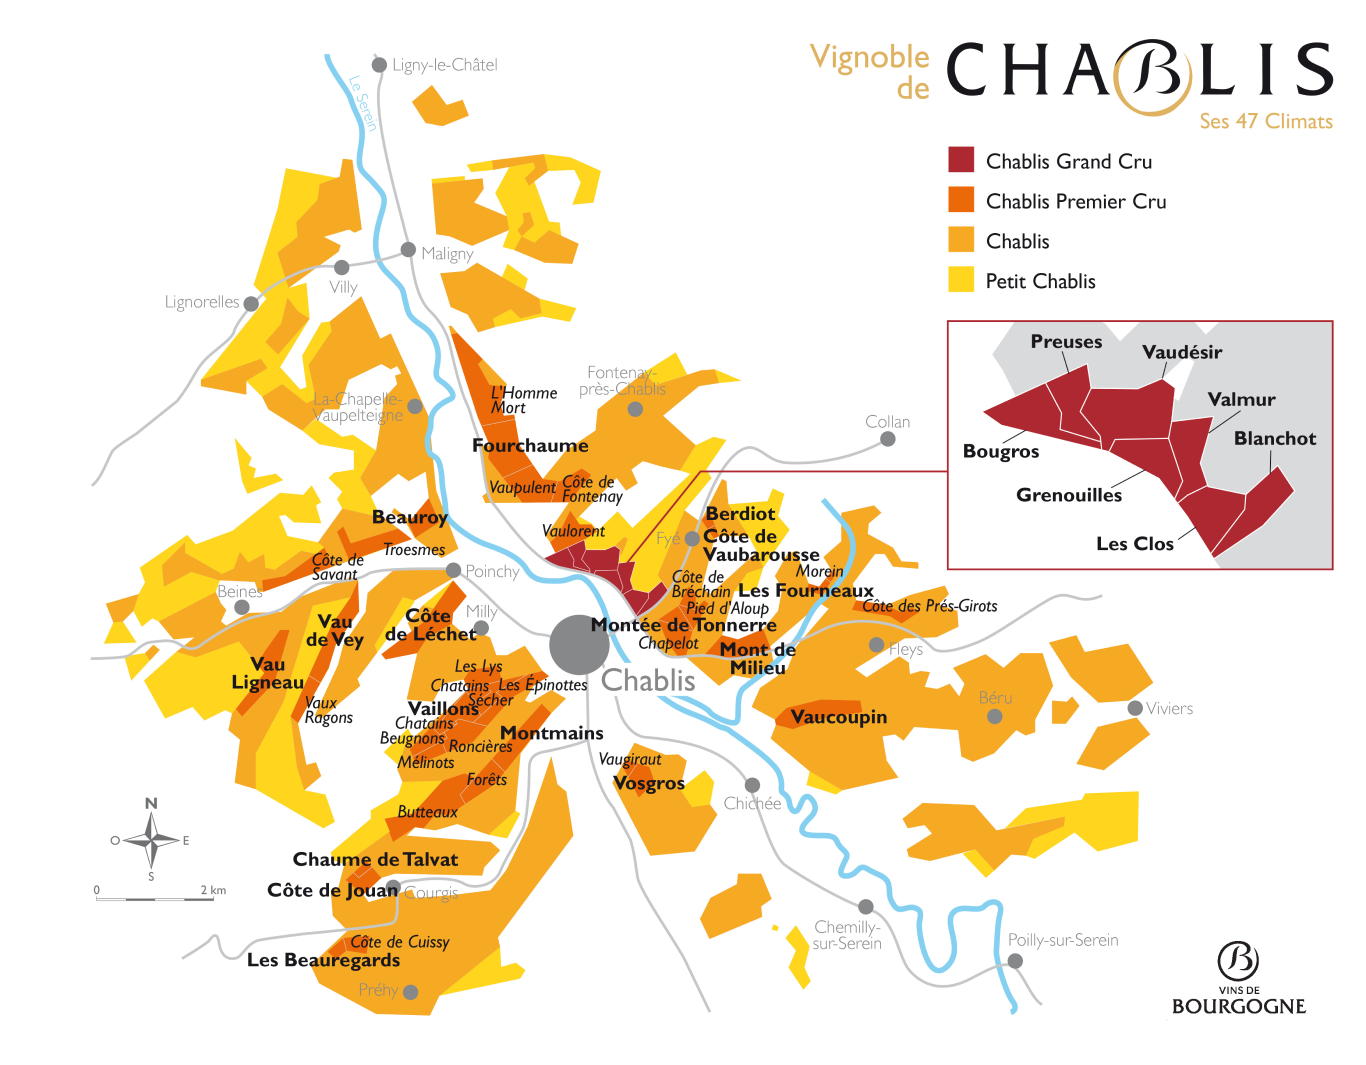 Vignoble
de
CHABLIS
Ses 47 Climats
Chablis Grand Cru
Chablis Premier Cru
Chablis
Petit Chablis
Preuses
Vaudésir
Valmur
Blanchot
Bougros
Grenouilles
Les Clos
Ligny-le-Châtel
Le Serein
Maligny
Villy
Lignorelles
La-Chapelle-
Vaupelteigne
L'Homme
Mort
Fontenay-
près-Chablis
Collan
Fourchaume
Vaupulent
Côte de
Fontenay
Beauroy
Troesmes
Vaulorent
Fyé
Berdiot
Côte de
Vaubarousse
Morein
Côte de
Savant
Poinchy
Beines
Côte de
Bréchain
Les Fourneaux
Pied d'Aloup
Côte des Prés-Girots
Milly
Côte
de Léchet
Vau
de Vey
Montée de Tonnerre
Chapelot
Mont de
Milieu
Fleys
Vau
Ligneau
Vaux
Ragons
Les Lys
Chatains
Les Épinottes
Sécher
Chablis
Vaillons
Chatains
Beugnons
Roncières
Mélinots
Montmains
Forêts
Butteaux
Béru
Viviers
Vaucoupin
Vaugiraut
Vosgros
Chichée
N
O
E
S
0
2 km
Chaume de Talvat
Côte de Jouan
Courgis
Côte de Cuissy
Les Beauregards
Préhy
Chemilly-
sur-Serein
Poilly-sur-Serein
B
VINS DE
BOURGOGNE